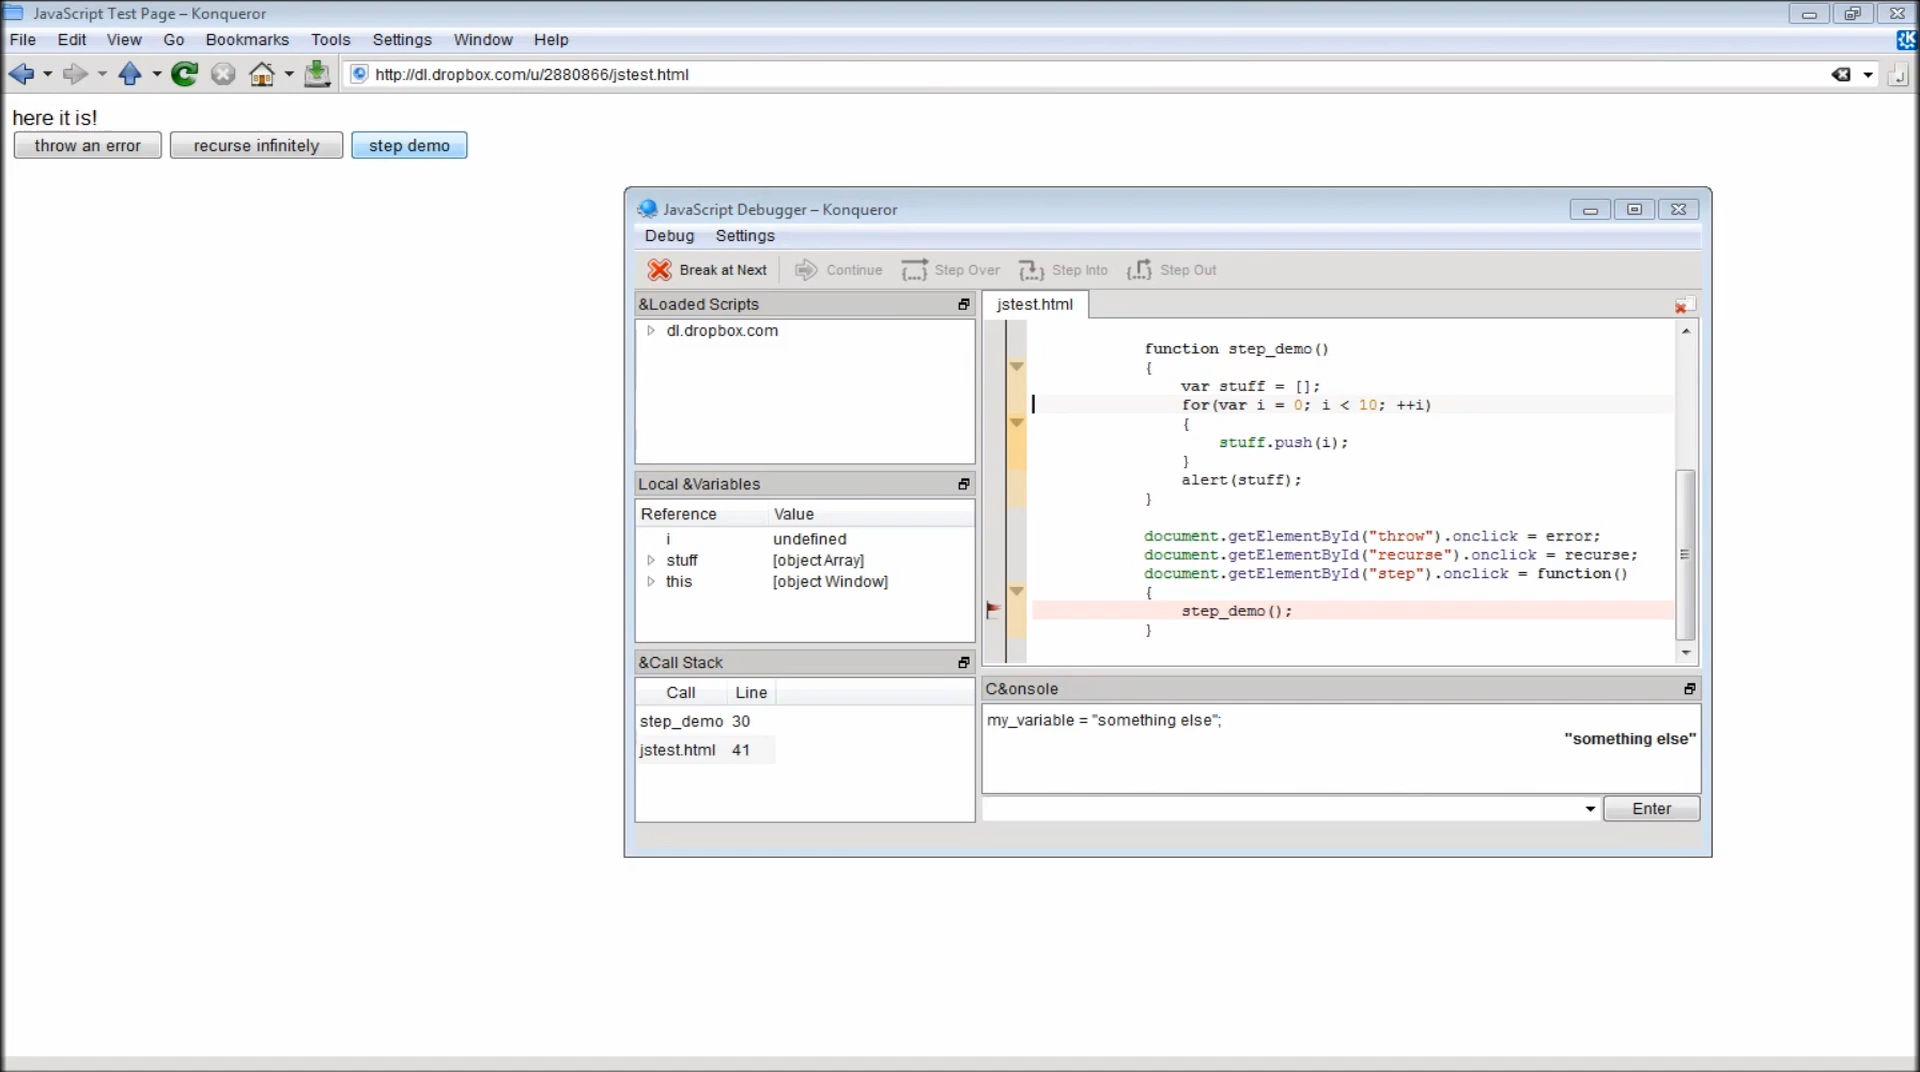 JavaScript Test Page – Konqueror
File Edit View Go Bookmarks Tools Settings Window Help
http://dl.dropbox.com/u/2880866/jstest.html
here it is!
throw an error recurse infinitely step demo
JavaScript Debugger – Konqueror
Debug Settings
Break at Next Continue Step Over Step Into Step Out
&Loaded Scripts
dl.dropbox.com
Local &Variables
Reference Value
i undefined
stuff [object Array]
this [object Window]
&Call Stack
Call Line
step_demo 30
jstest.html 41
jstest.html
function step_demo()
{
var stuff = [];
for(var i = 0; i < 10; ++i)
{
stuff.push(i);
}
alert(stuff);
}
document.getElementById("throw").onclick = error;
document.getElementById("recurse").onclick = recurse;
document.getElementById("step").onclick = function()
{
step_demo();
}
C&onsole
my_variable = "something else";
"something else"
Enter